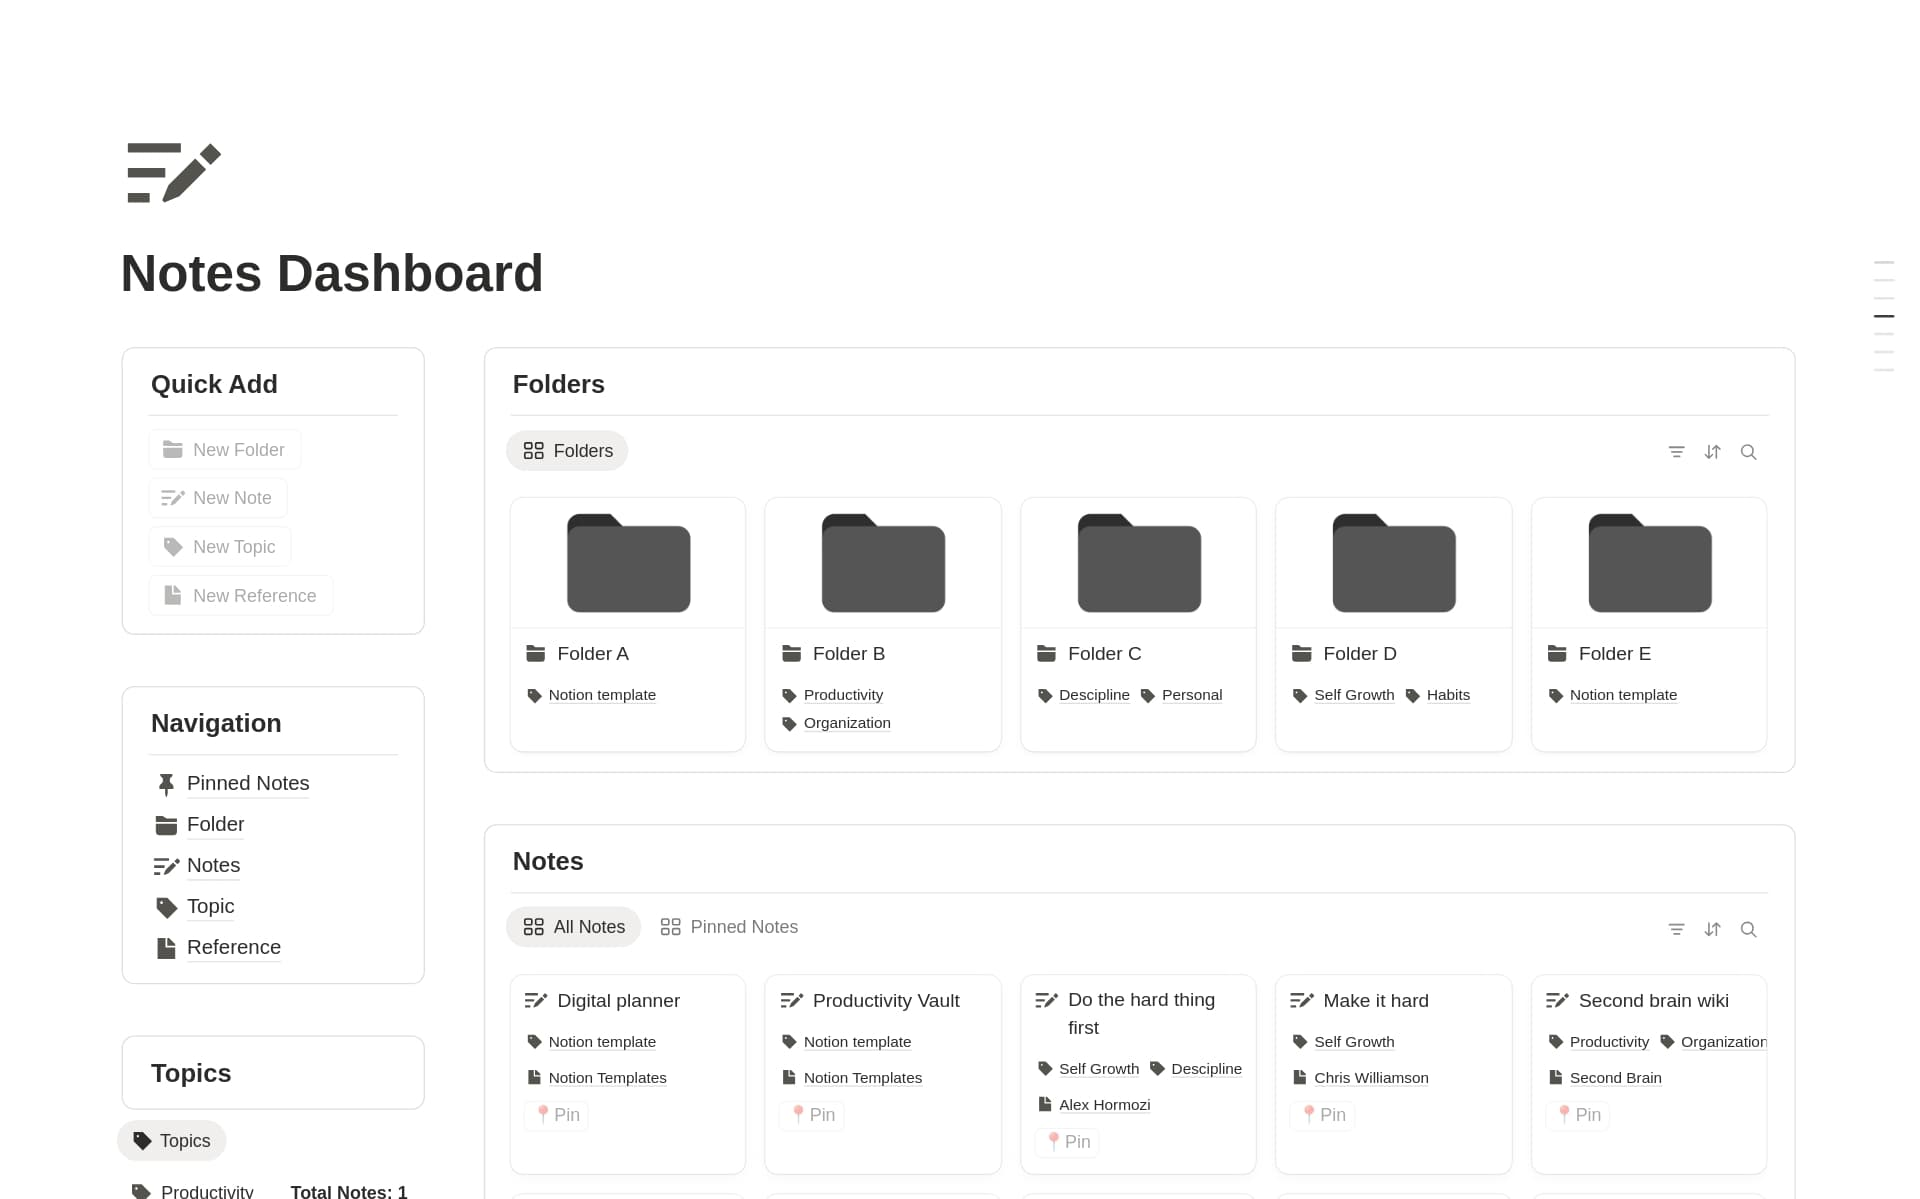 Notes Dashboard
Quick Add
New Folder
New Note
New Topic
New Reference
Navigation
Pinned Notes
Folder
Notes
Topic
Reference
Topics
Topics
Productivity Total Notes: 1
Folders
Folders
Folder A
Notion template
Folder B
Productivity
Organization
Folder C
Descipline Personal
Folder D
Self Growth Habits
Folder E
Notion template
Notes
All Notes Pinned Notes
Digital planner
Notion template
Notion Templates
Pin
Productivity Vault
Notion template
Notion Templates
Pin
Do the hard thing
first
Self Growth Descipline
Alex Hormozi
Pin
Make it hard
Self Growth
Chris Williamson
Pin
Second brain wiki
Productivity Organization
Second Brain
Pin